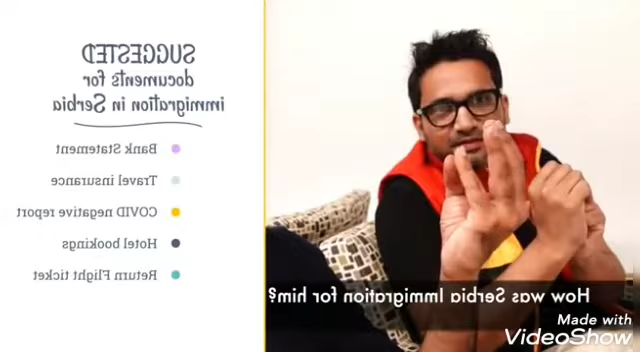 SUGGESTED
documents for
immigration in Serbia
Bank Statement
Travel insurance
COVID negative report
Hotel bookings
Return Flight ticket
How was Serbia Immigration for him?
Made with
VideoShow